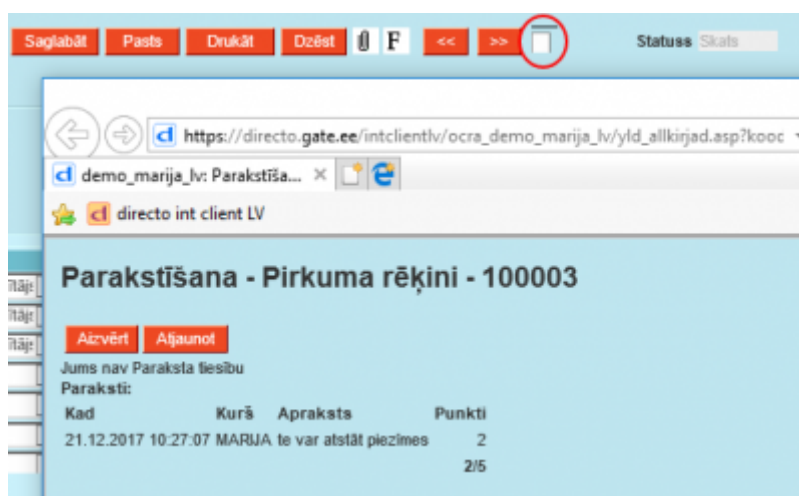 Saglabāt Pasts Drukāt Dzēst F << >> Statuss Skats
https://directo.gate.ee/intclientlv/ocra_demo_marija_lv/yld_allkirjad.asp?kooc
demo_marija_lv: Parakstīša... ×
directo int client LV
Parakstīšana - Pirkuma rēķini - 100003
Aizvērt Atjaunot
Jums nav Paraksta tiesību
Paraksti:
Kad Kurš Apraksts Punkti
21.12.2017 10:27:07 MARIJA te var atstāt piezīmes 2
2/5